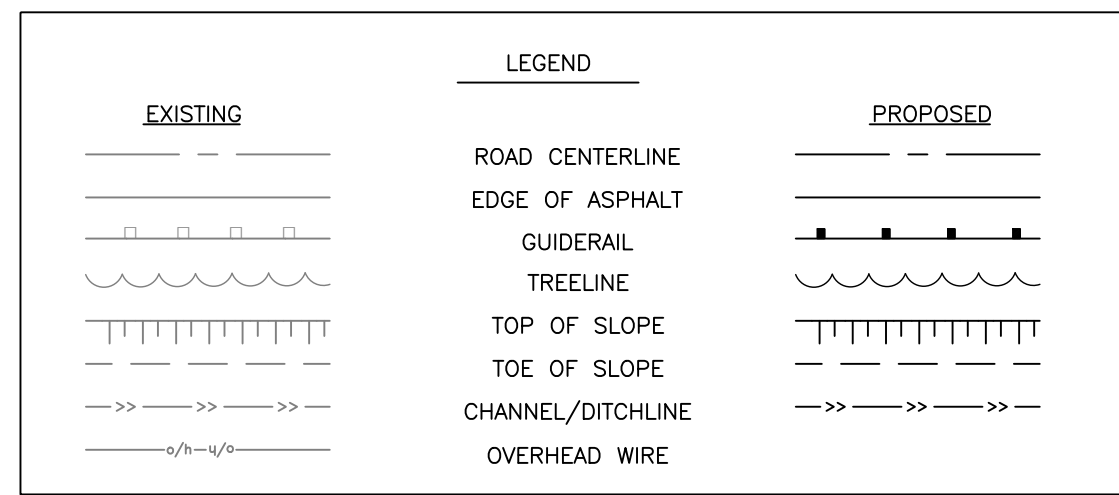 LEGEND
EXISTING PROPOSED
ROAD CENTERLINE
EDGE OF ASPHALT
GUIDERAIL
TREELINE
TOP OF SLOPE
TOE OF SLOPE
>> >> >> CHANNEL/DITCHLINE >> >> >>
o/h o/h OVERHEAD WIRE